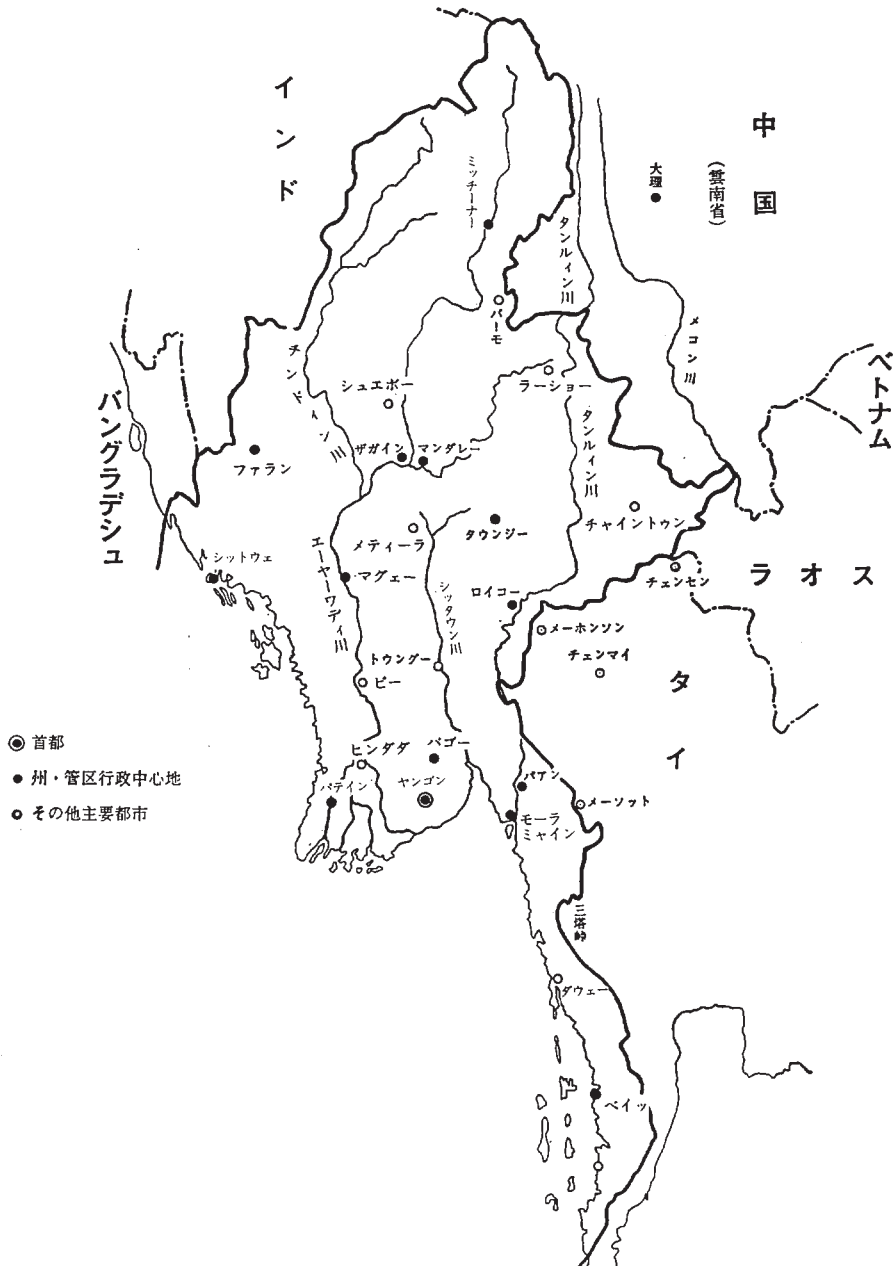 インド
中国
(雲南省)
大理
ミッチーナー
タンルィン川
バーモ
メコン川
ベトナム
チンドィン川
シュエボー
ラーショー
バングラデシュ
タンルィン川
ザガイン
マンダレー
ファラン
チャイントゥン
タウンジー
メティーラ
エーヤーワディ川
シットウェ
マグェー
シッタウン川
ロイコー
チェンセン
ラオス
メーホンソン
チェンマイ
トウングー
ピー
タイ
首都
州・管区行政中心地
その他主要都市
ヒンダダ
バゴー
ヤンゴン
パテイン
パアン
メーソット
モーラ
ミャイン
三塔峠
ダウェー
ベイッ